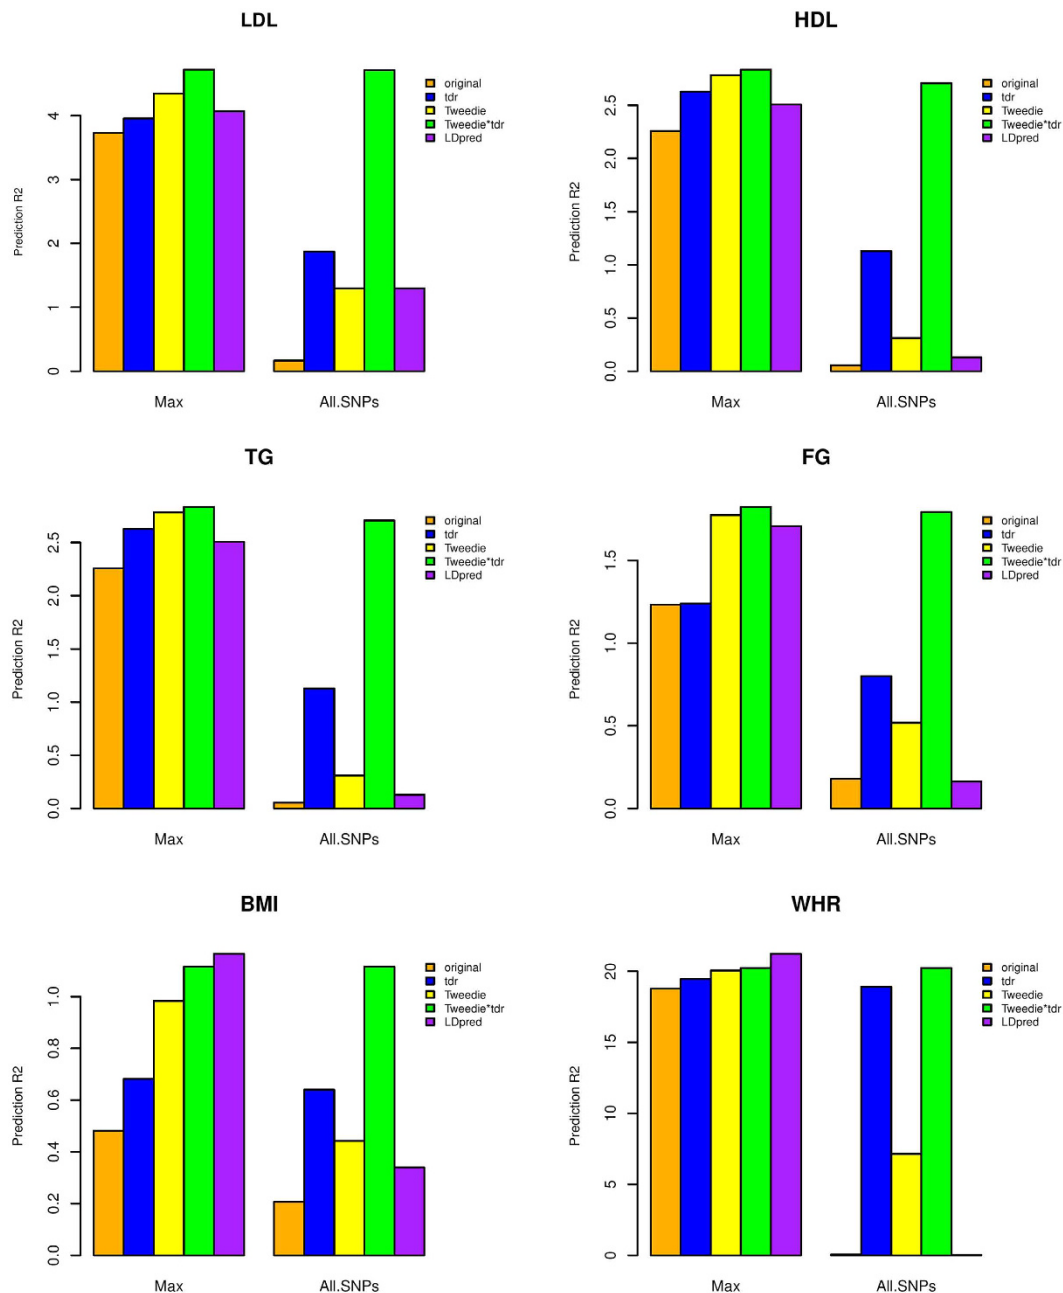 LDL
Prediction R2
0
1
2
3
4
original
tdr
Tweedie
Tweedie*tdr
LDpred
Max
All.SNPs
HDL
Prediction R2
0.0
0.5
1.0
1.5
2.0
2.5
original
tdr
Tweedie
Tweedie*tdr
LDpred
Max
All.SNPs
TG
Prediction R2
0.0
0.5
1.0
1.5
2.0
2.5
original
tdr
Tweedie
Tweedie*tdr
LDpred
Max
All.SNPs
FG
Prediction R2
0.0
0.5
1.0
1.5
original
tdr
Tweedie
Tweedie*tdr
LDpred
Max
All.SNPs
BMI
Prediction R2
0.0
0.2
0.4
0.6
0.8
1.0
original
tdr
Tweedie
Tweedie*tdr
LDpred
Max
All.SNPs
WHR
Prediction R2
0
5
10
15
20
original
tdr
Tweedie
Tweedie*tdr
LDpred
Max
All.SNPs